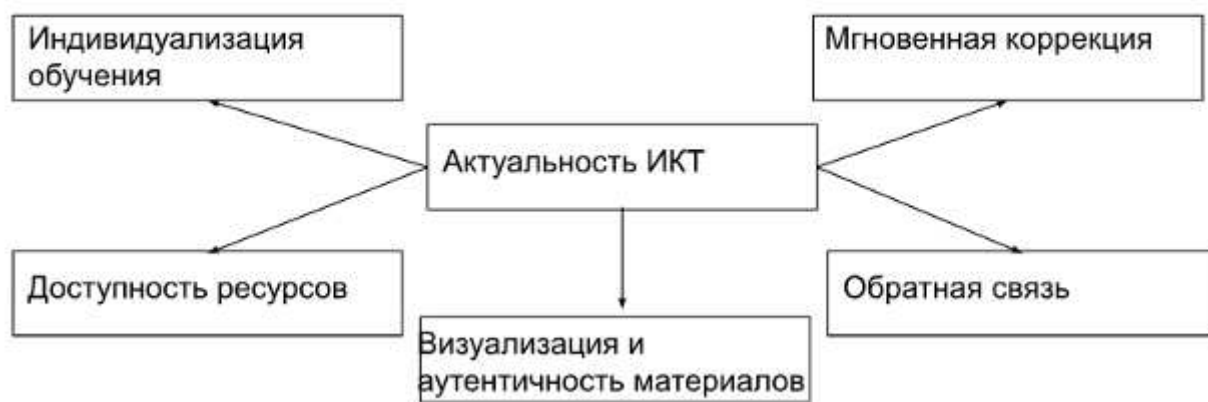 Индивидуализация
обучения
Мгновенная коррекция
Актуальность ИКТ
Доступность ресурсов
Обратная связь
Визуализация и
аутентичность материалов